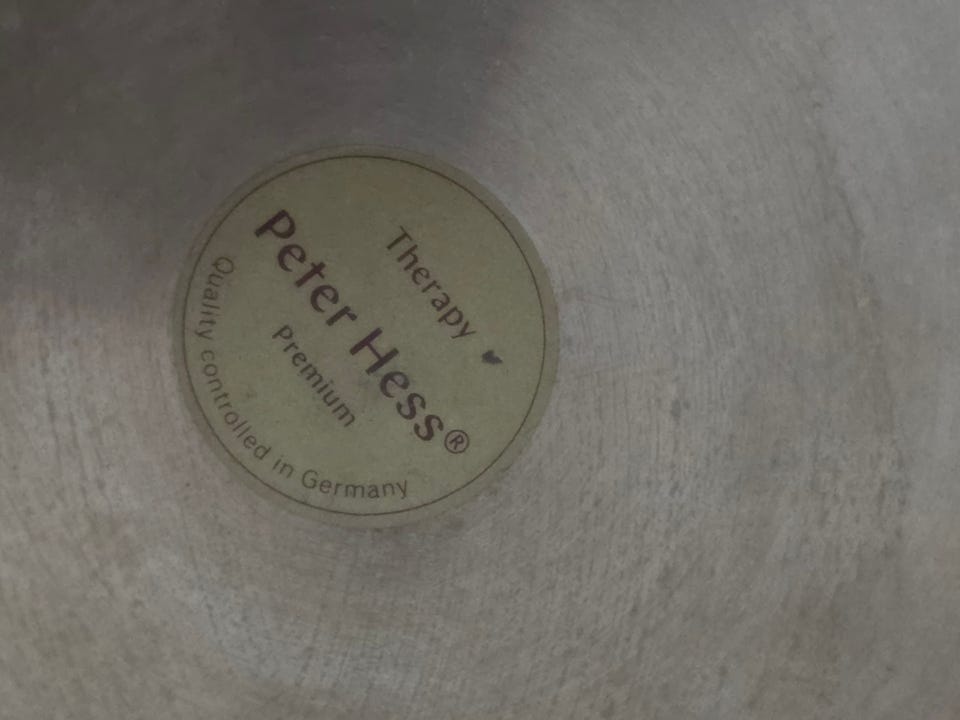 Therapy
Peter Hess®
Premium
Quality controlled in Germany